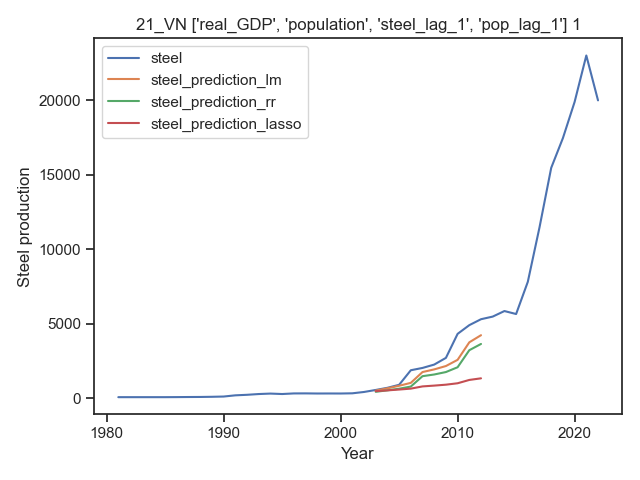 21_VN ['real_GDP', 'population', 'steel_lag_1', 'pop_lag_1'] 1
steel
steel_prediction_lm
steel_prediction_rr
steel_prediction_lasso
20000
15000
10000
5000
0
Steel production
1980
1990
2000
2010
2020
Year